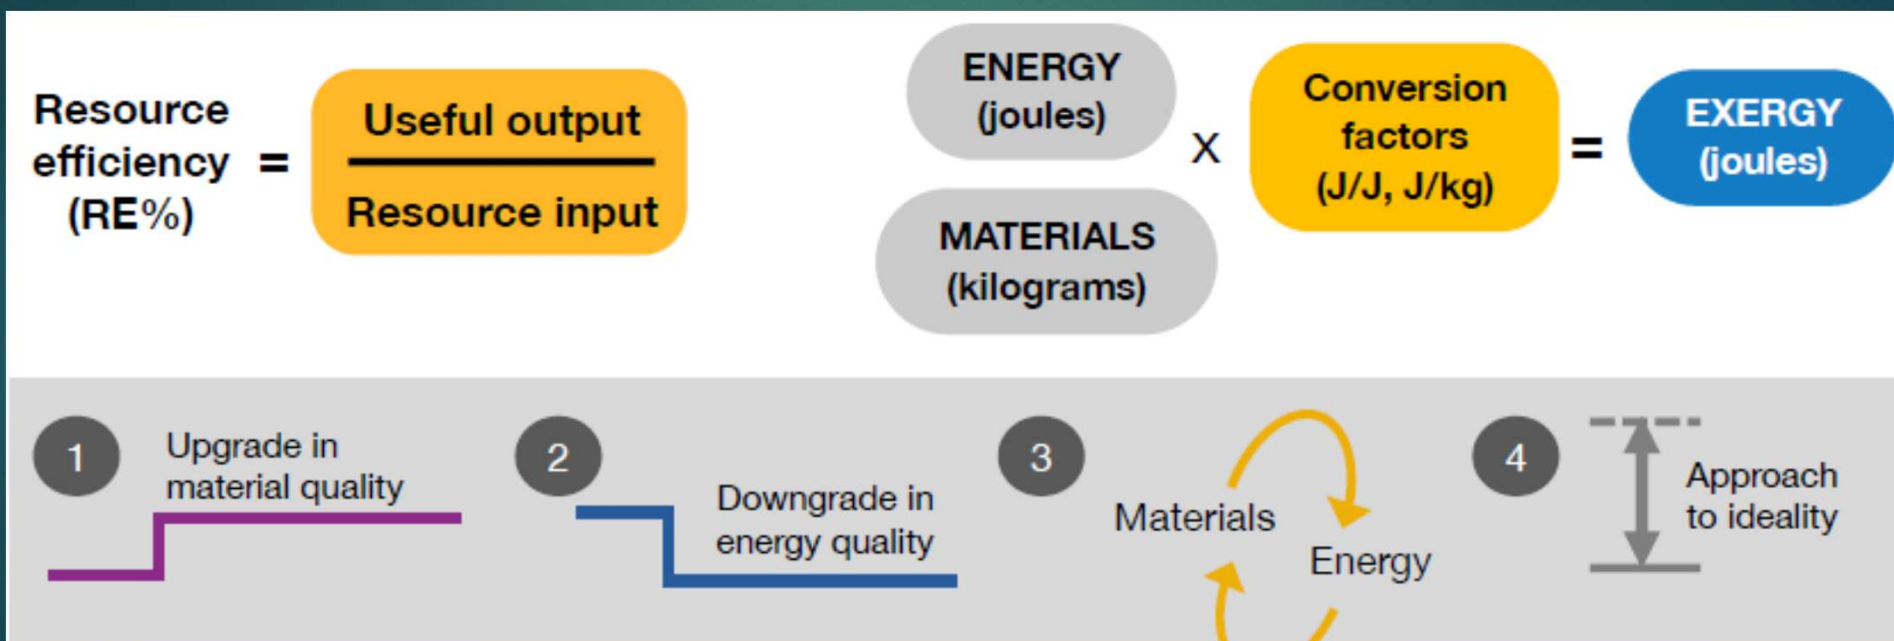 Resource
efficiency
(RE%)
=
Useful output
Resource input
ENERGY
(joules)
MATERIALS
(kilograms)
X
Conversion
factors
(J/J, J/kg)
=
EXERGY
(joules)
1
Upgrade in
material quality
2
Downgrade in
energy quality
3
Materials
Energy
4
Approach
to ideality